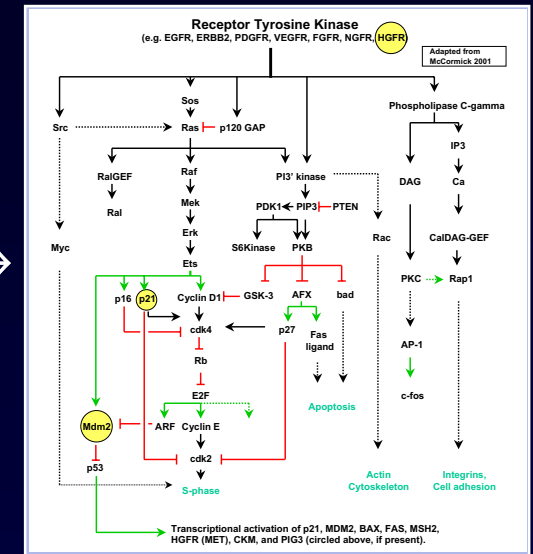 Receptor Tyrosine Kinase
(e.g. EGFR, ERBB2, PDGFR, VEGFR, FGFR, NGFR, HGFR)
Adapted from
McCormick 2001
Phospholipase C-gamma
Sos
Src
Ras
p120 GAP
IP3
RalGEF
Raf
PI3' kinase
DAG
Ca
Ral
Mek
PDK1
PIP3
PTEN
Erk
S6Kinase
PKB
Rac
CalDAG-GEF
Myc
Ets
PKC
Rap1
p16
p21
Cyclin D1
GSK-3
AFX
bad
cdk4
p27
Fas
ligand
AP-1
Rb
c-fos
E2F
Apoptosis
Mdm2
ARF
Cyclin E
p53
cdk2
S-phase
Actin
Cytoskeleton
Integrins,
Cell adhesion
Transcriptional activation of p21, MDM2, BAX, FAS, MSH2,
HGFR (MET), CKM, and PIG3 (circled above, if present).